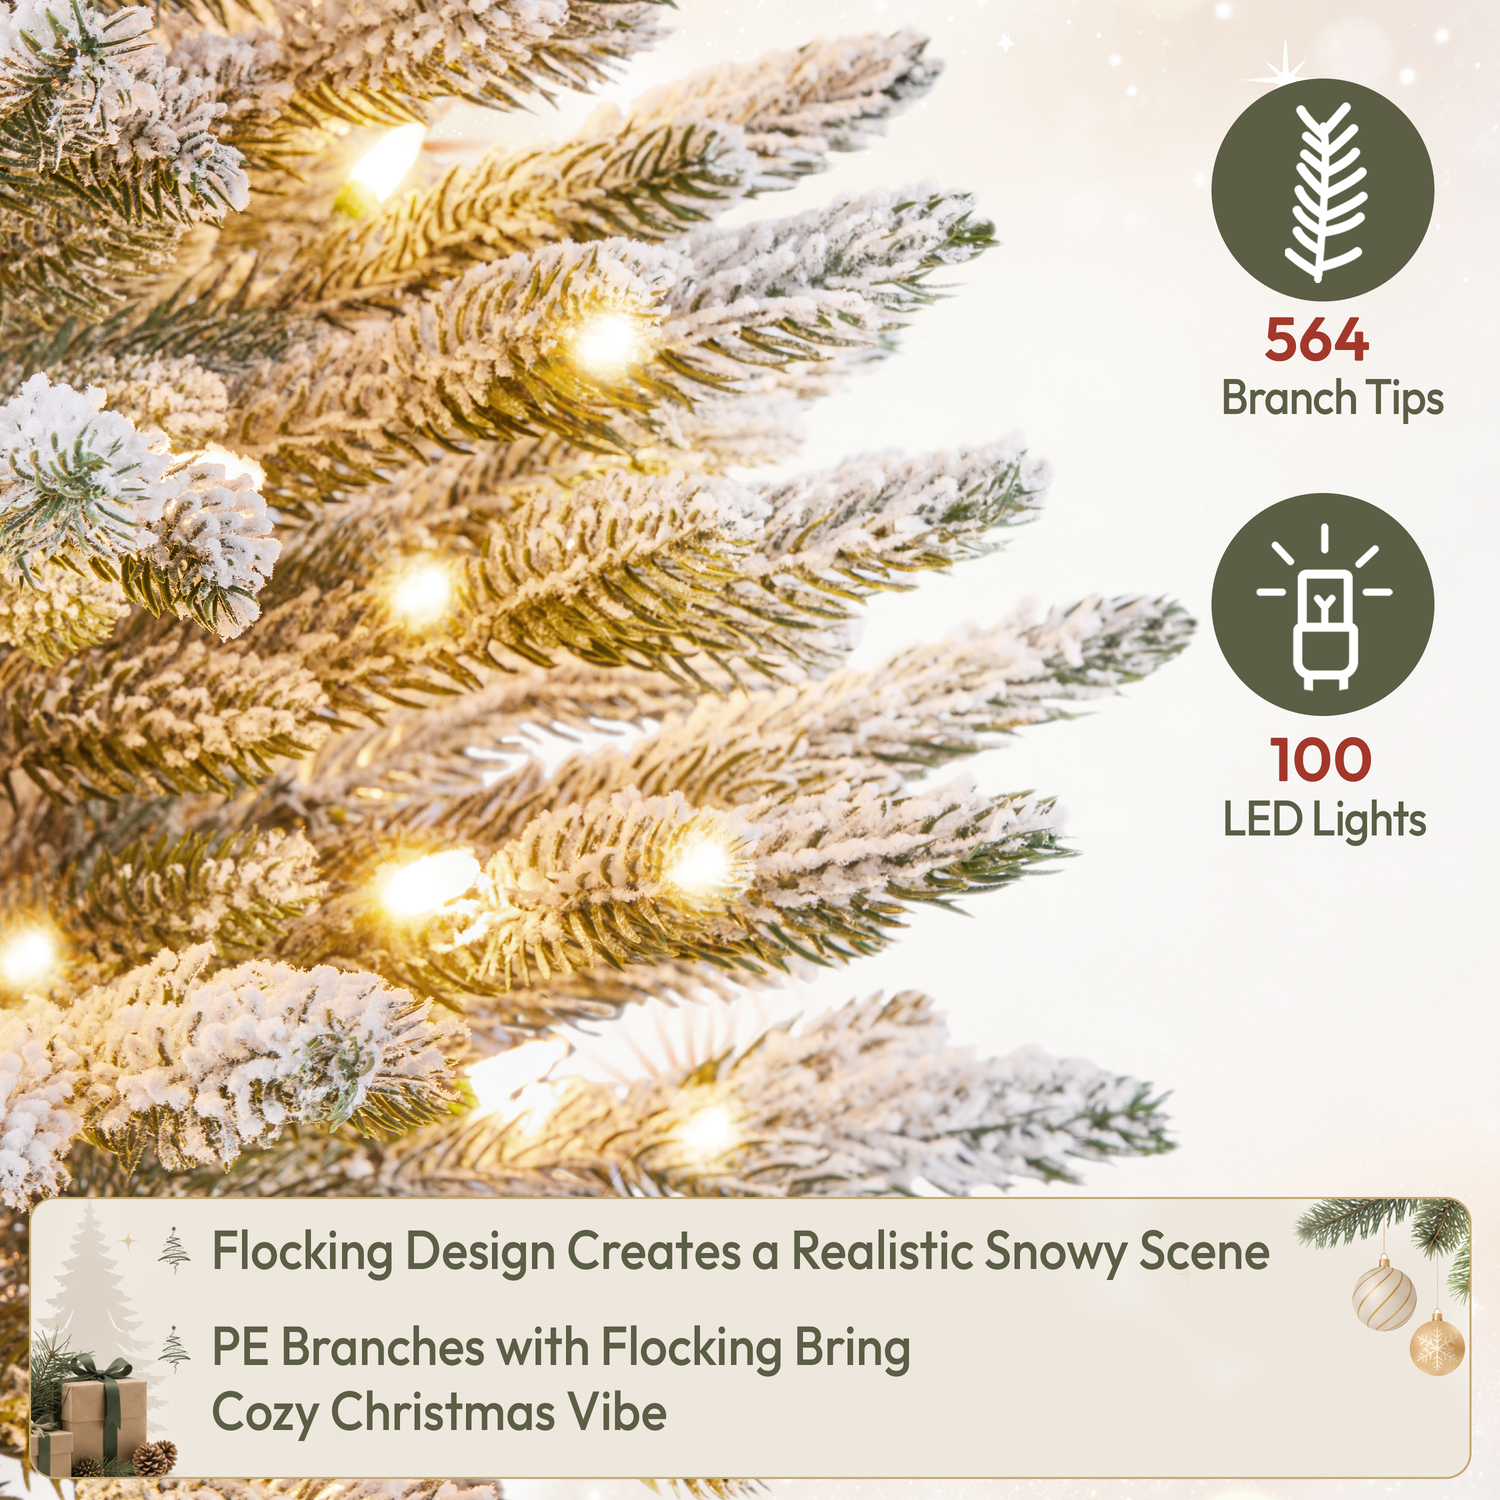 564
Branch Tips
100
LED Lights
Flocking Design Creates a Realistic Snowy Scene
PE Branches with Flocking Bring
Cozy Christmas Vibe